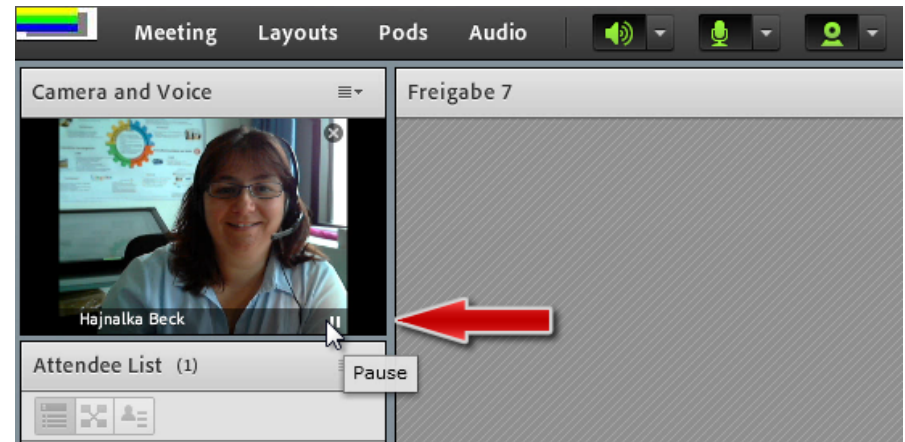 Meeting Layouts Pods Audio
Camera and Voice
Freigabe 7
Hajnalka Beck
Attendee List (1)
Pause